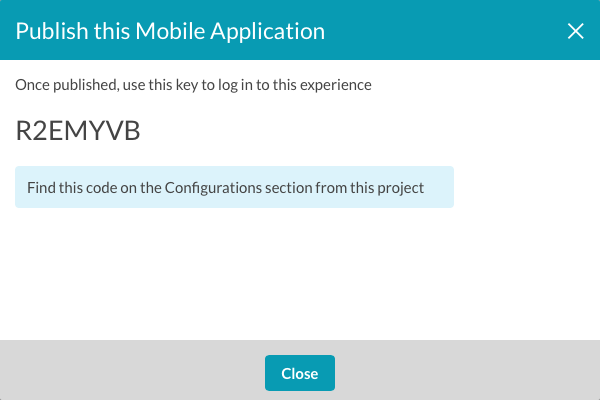 Publish this Mobile Application
Once published, use this key to log in to this experience
R2EMYVB
Find this code on the Configurations section from this project
Close